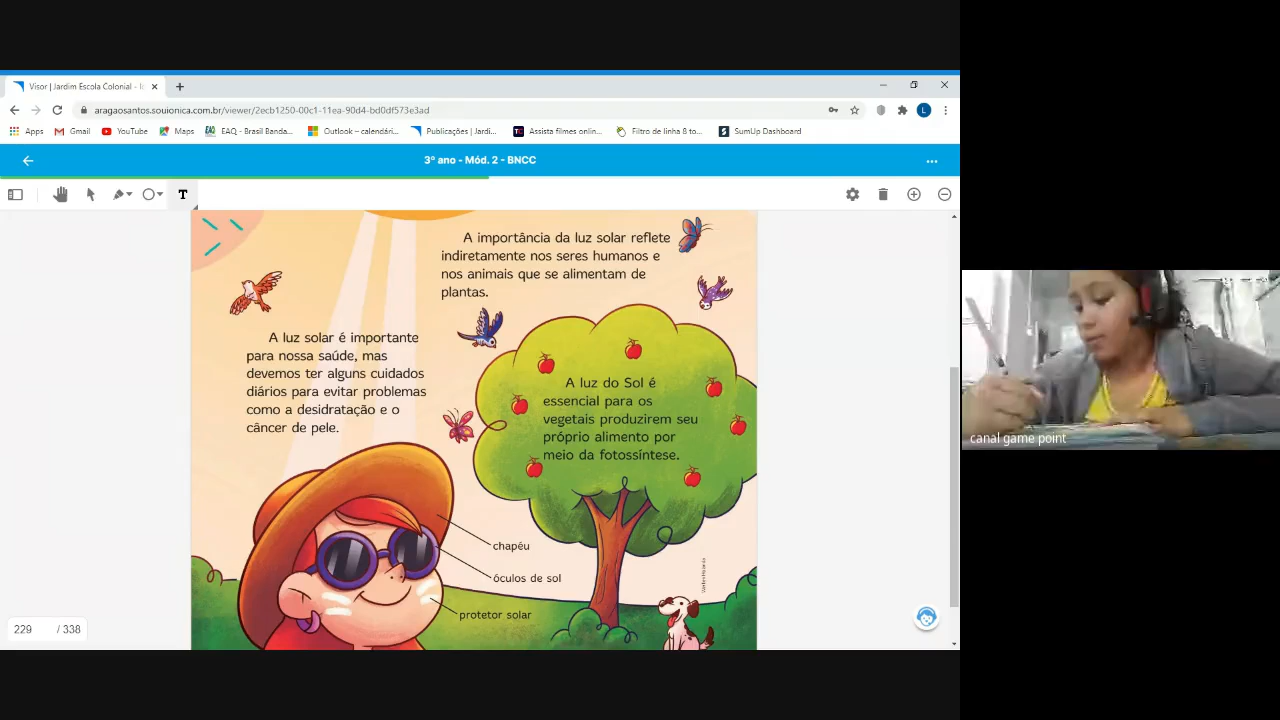 Visor | Jardim Escola Colonial - I
aragaosantos.souionica.com.br/viewer/2ecb1250-00c1-11ea-90d4-bd0df573e3ad
L
Apps Gmail YouTube Maps EAQ - Brasil Banda... Outlook – calendári... Publicações | Jardi... Assista filmes onlin... Filtro de linha 8 to... SumUp Dashboard
3º ano - Mód. 2 - BNCC
T
A importância da luz solar reflete
indiretamente nos seres humanos e
nos animais que se alimentam de
plantas.
A luz solar é importante
para nossa saúde, mas
devemos ter alguns cuidados
diários para evitar problemas
como a desidratação e o
câncer de pele.
A luz do Sol é
essencial para os
vegetais produzirem seu
próprio alimento por
meio da fotossíntese.
chapéu
óculos de sol
protetor solar
229 / 338
canal game point